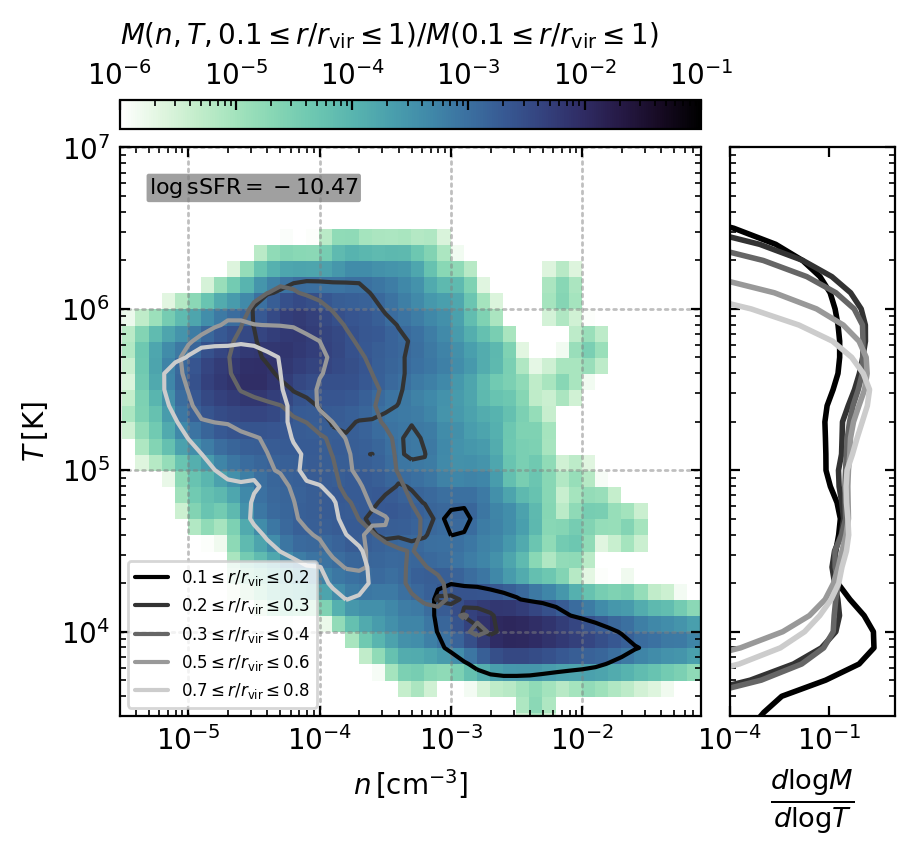 M(n, T, 0.1 ≤ r/r_vir ≤ 1)/M(0.1 ≤ r/r_vir ≤ 1)
10^−6 10^−5 10^−4 10^−3 10^−2 10^−1
log sSFR = −10.47
10^7
10^6
10^5
10^4
T [K]
0.1 ≤ r/r_vir ≤ 0.2
0.2 ≤ r/r_vir ≤ 0.3
0.3 ≤ r/r_vir ≤ 0.4
0.5 ≤ r/r_vir ≤ 0.6
0.7 ≤ r/r_vir ≤ 0.8
10^−5 10^−4 10^−3 10^−2
n [cm^−3]
10^−4 10^−1
dlogM
dlogT